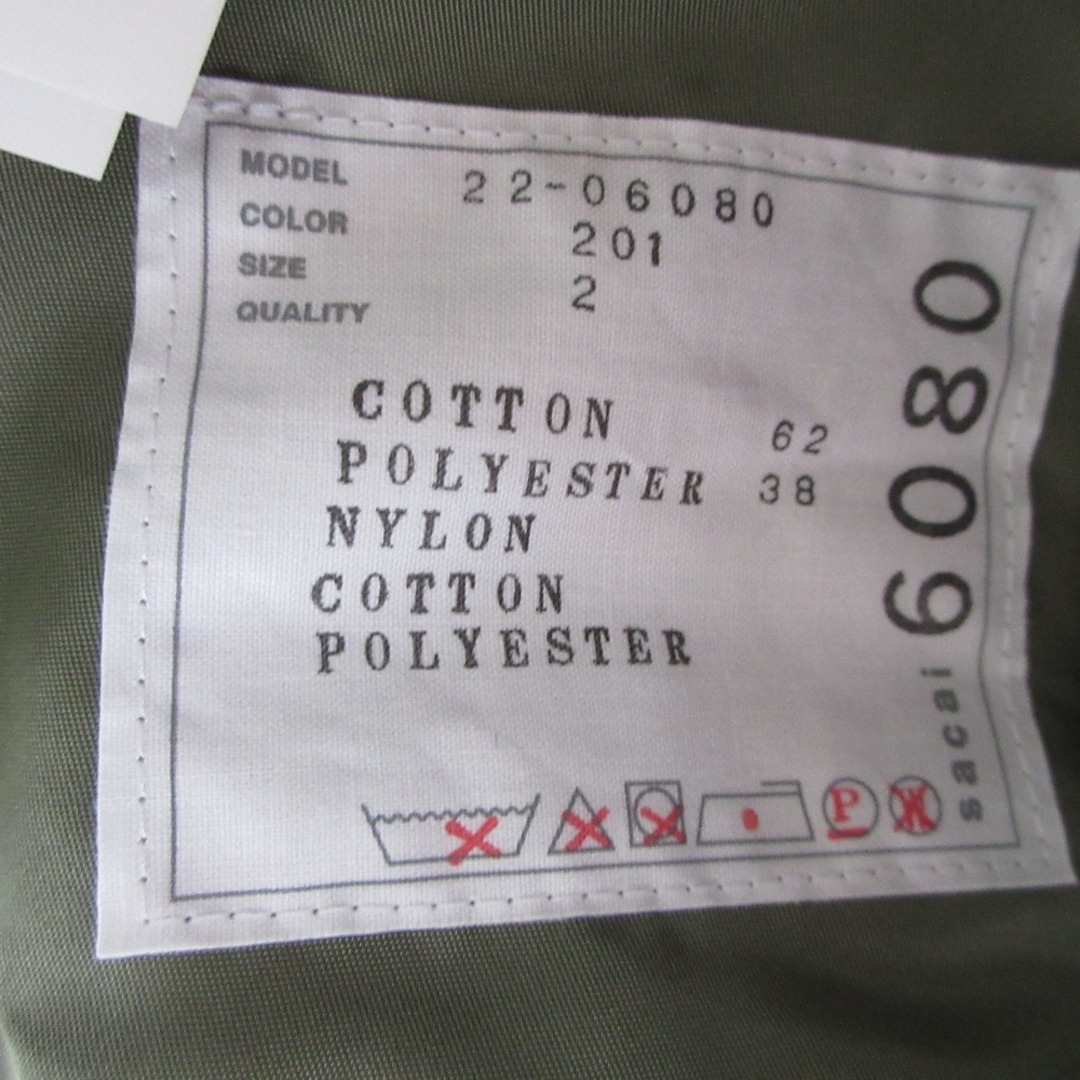 MODEL 22-06080
COLOR 201
SIZE 2
QUALITY
COTTON 62
POLYESTER 38
NYLON
COTTON
POLYESTER
P W
sacai 6080